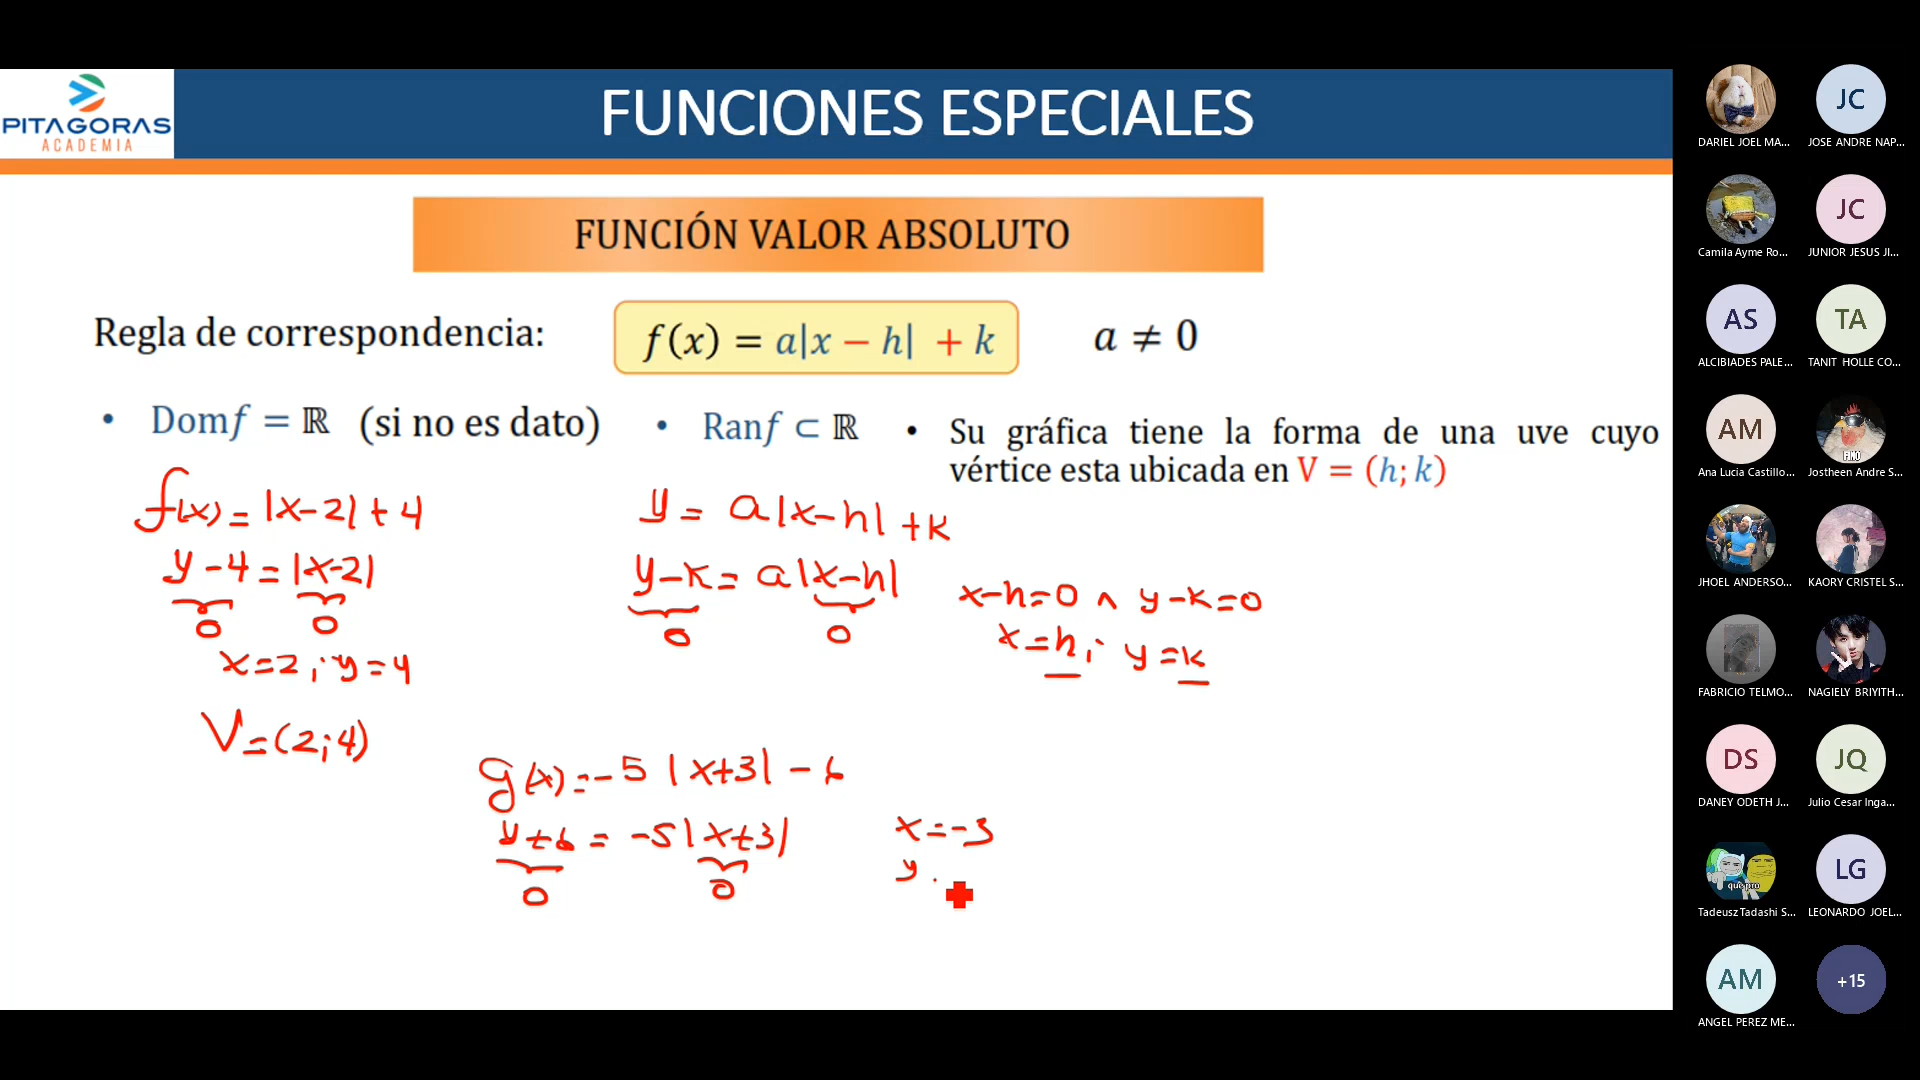 PITAGORAS
ACADEMIA
FUNCIONES ESPECIALES
FUNCIÓN VALOR ABSOLUTO
Regla de correspondencia:
f(x) = a|x − h| + k
a ≠ 0
• Domf = ℝ (si no es dato)
• Ranf ⊂ ℝ
• Su gráfica tiene la forma de una uve cuyo
vértice esta ubicada en V = (h; k)
f(x) = |x-2| + 4
y - 4 = |x-2|
0 0
x=2 ; y=4
V=(2;4)
y = a|x-h| + k
y-k = a|x-h|
0 0
x-h=0 ∧ y-k=0
x=h ; y=k
g(x) = -5|x+3| - 6
y+6 = -5|x+3|
0 0
x=-3
y
DARIEL JOEL MA...
JC
JOSE ANDRE NAP...
Camila Ayme Ro...
JC
JUNIOR JESUS JI...
AS
ALCIBIADES PALE...
TA
TANIT HOLLE CO...
AM
Ana Lucia Castillo...
FINO
Jostheen Andre S...
JHOEL ANDERSO...
KAORY CRISTEL S...
FABRICIO TELMO...
NAGIELY BRIYITH...
DS
DANEY ODETH J...
JQ
Julio Cesar Inga...
que pro
Tadeusz Tadashi S...
LG
LEONARDO JOEL...
AM
ANGEL PEREZ ME...
+15